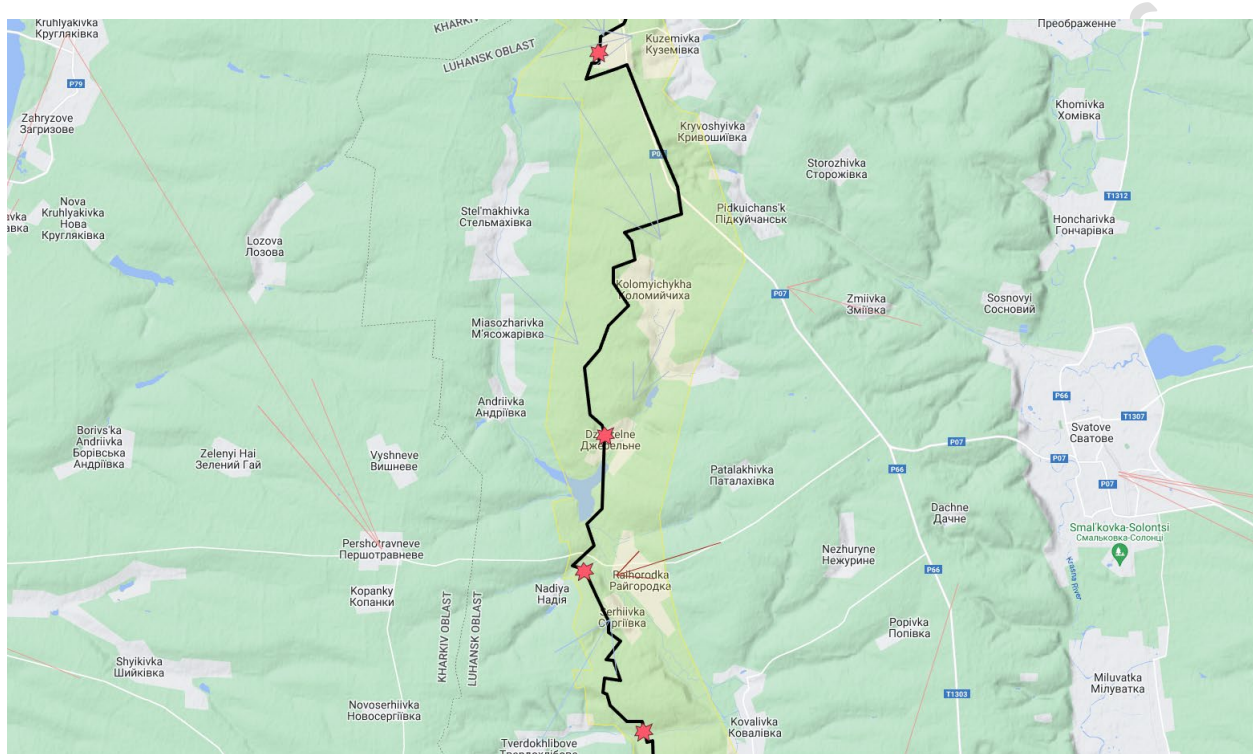 Kruhlyakivka
Кругляківка
KHARKIV
LUHANSK OBLAST
Kuzemivka
Куземівка
Преображенне
P79
Zahryzove
Загризове
Khomivka
Хомівка
Kryvoshyivka
Кривошиївка
Storozhivka
Сторожівка
T1312
Nova
Kruhlyakivka
Нова
Кругляківка
Stel'makhivka
Стельмахівка
Pidkuichans'k
Підкуйчанськ
Honcharivka
Гончарівка
Lozova
Лозова
Kolomyichykha
Коломийчиха
P07
Zmiivka
Зміївка
Sosnovyi
Сосновий
Miasozharivka
М'ясожарівка
P66
Andriivka
Андріївка
T1307
Svatove
Сватове
Borivs'ka
Andriivka
Борівська
Андріївка
Zelenyi Hai
Зелений Гай
Vyshneve
Вишневе
P07
P07
P66
Patalakhivka
Паталахівка
P07
Dachne
Дачне
Smal'kovka-Solontsi
Смальковка-Солонці
Pershotravneve
Першотравневе
Nezhuryne
Нежурине
P66
Krasna River
Raihorodka
Райгородка
Kopanky
Копанки
Nadiya
Надія
KHARKIV OBLAST
LUHANSK OBLAST
Serhiivka
Popivka
Попівка
Shyikivka
Шийківка
Miluvatka
Мілуватка
T1303
Novoserhiivka
Новосергіївка
Kovalivka
Ковалівка
Tverdokhlibove
Твердохлібове